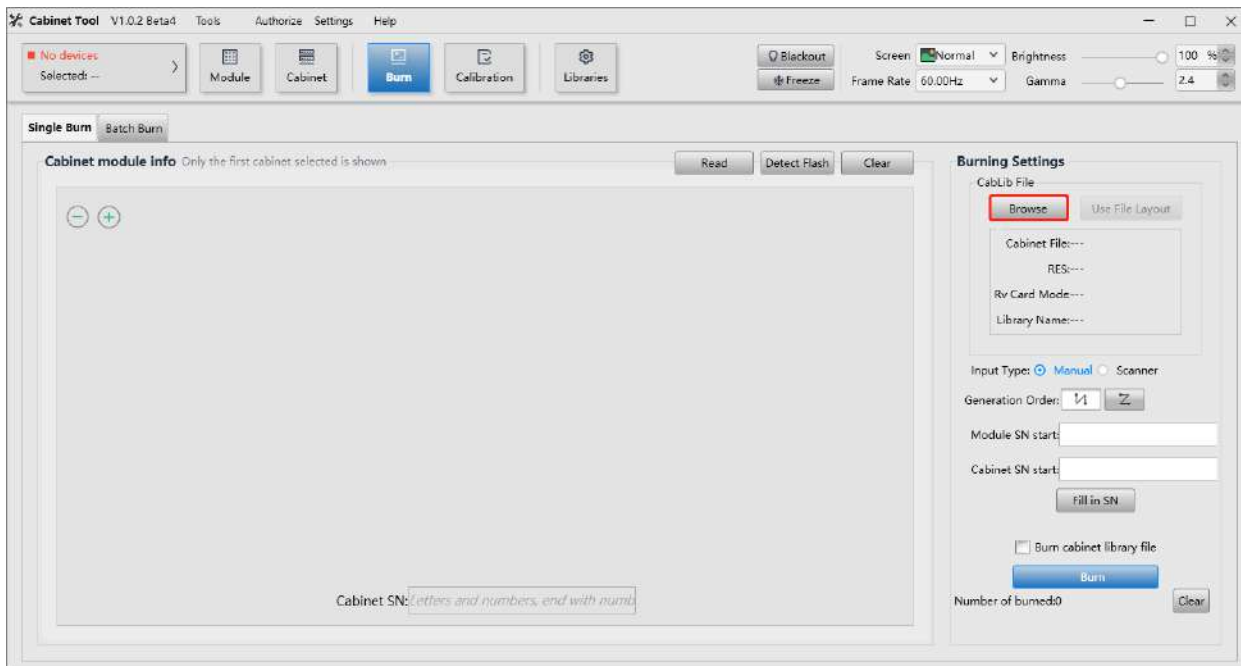 Cabinet Tool V1.0.2 Beta4 Tools Authorize Settings Help
No devices
Selected: --
Module
Cabinet
Burn
Calibration
Libraries
Blackout
Freeze
Screen Normal
Frame Rate 60.00Hz
Brightness 100 %
Gamma 2.4
Single Burn Batch Burn
Cabinet module info Only the first cabinet selected is shown
Read Detect Flash Clear
Cabinet SN: Letters and numbers, end with numb
Burning Settings
CabLib File
Browse Use File Layout
Cabinet File:---
RES:---
Rv Card Mode---
Library Name:---
Input Type: Manual Scanner
Generation Order:
Module SN start:
Cabinet SN start:
Fill in SN
Burn cabinet library file
Burn
Number of burned:0 Clear